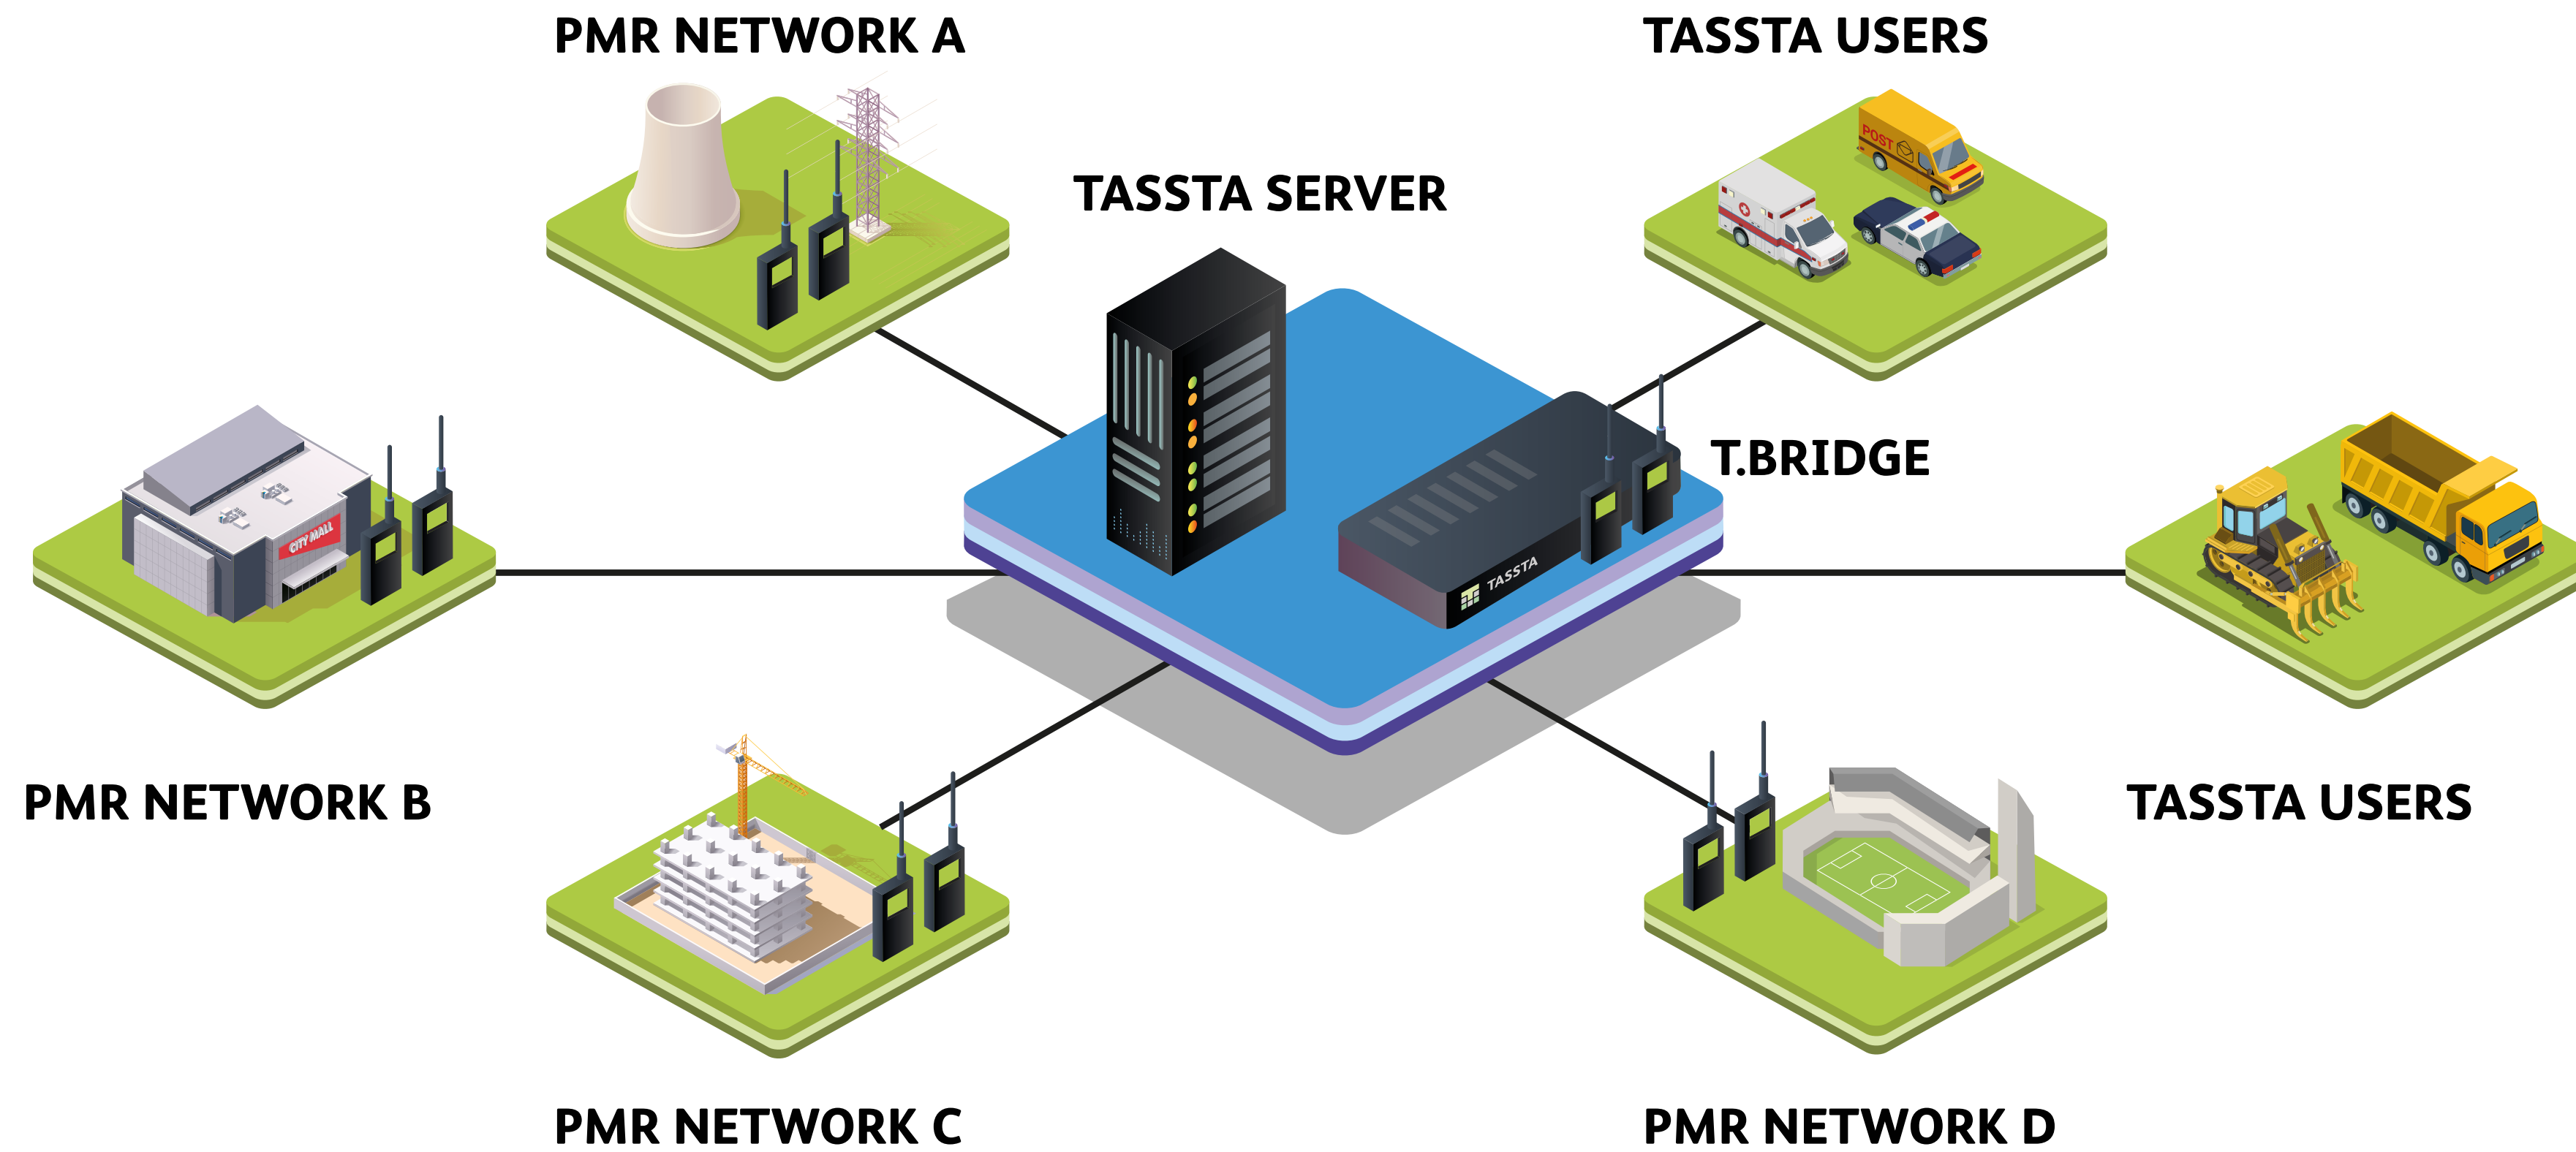 PMR NETWORK A
TASSTA USERS
POST
TASSTA SERVER
T.BRIDGE
CITY MALL
TASSTA
PMR NETWORK B
TASSTA USERS
PMR NETWORK C
PMR NETWORK D